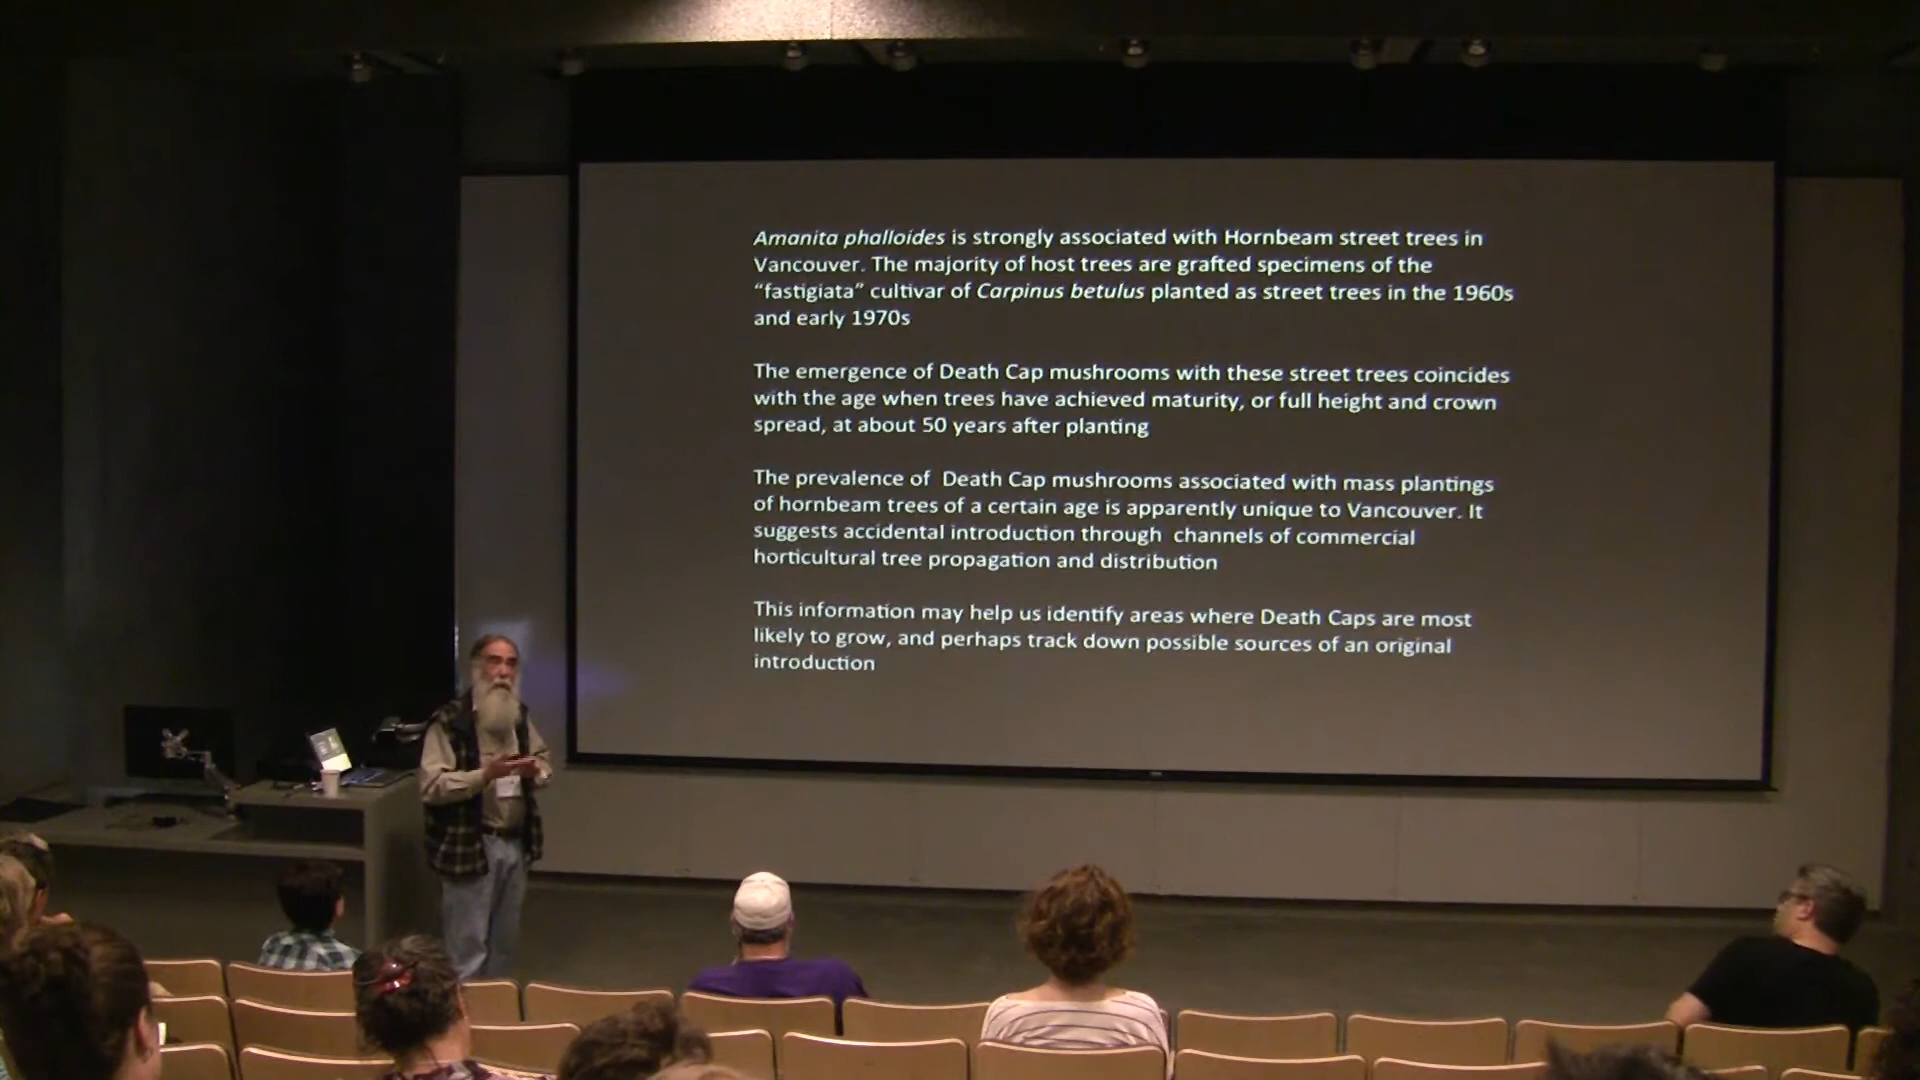 Amanita phalloides is strongly associated with Hornbeam street trees in
Vancouver. The majority of host trees are grafted specimens of the
“fastigiata” cultivar of Carpinus betulus planted as street trees in the 1960s
and early 1970s
The emergence of Death Cap mushrooms with these street trees coincides
with the age when trees have achieved maturity, or full height and crown
spread, at about 50 years after planting
The prevalence of  Death Cap mushrooms associated with mass plantings
of hornbeam trees of a certain age is apparently unique to Vancouver. It
suggests accidental introduction through  channels of commercial
horticultural tree propagation and distribution
This information may help us identify areas where Death Caps are most
likely to grow, and perhaps track down possible sources of an original
introduction